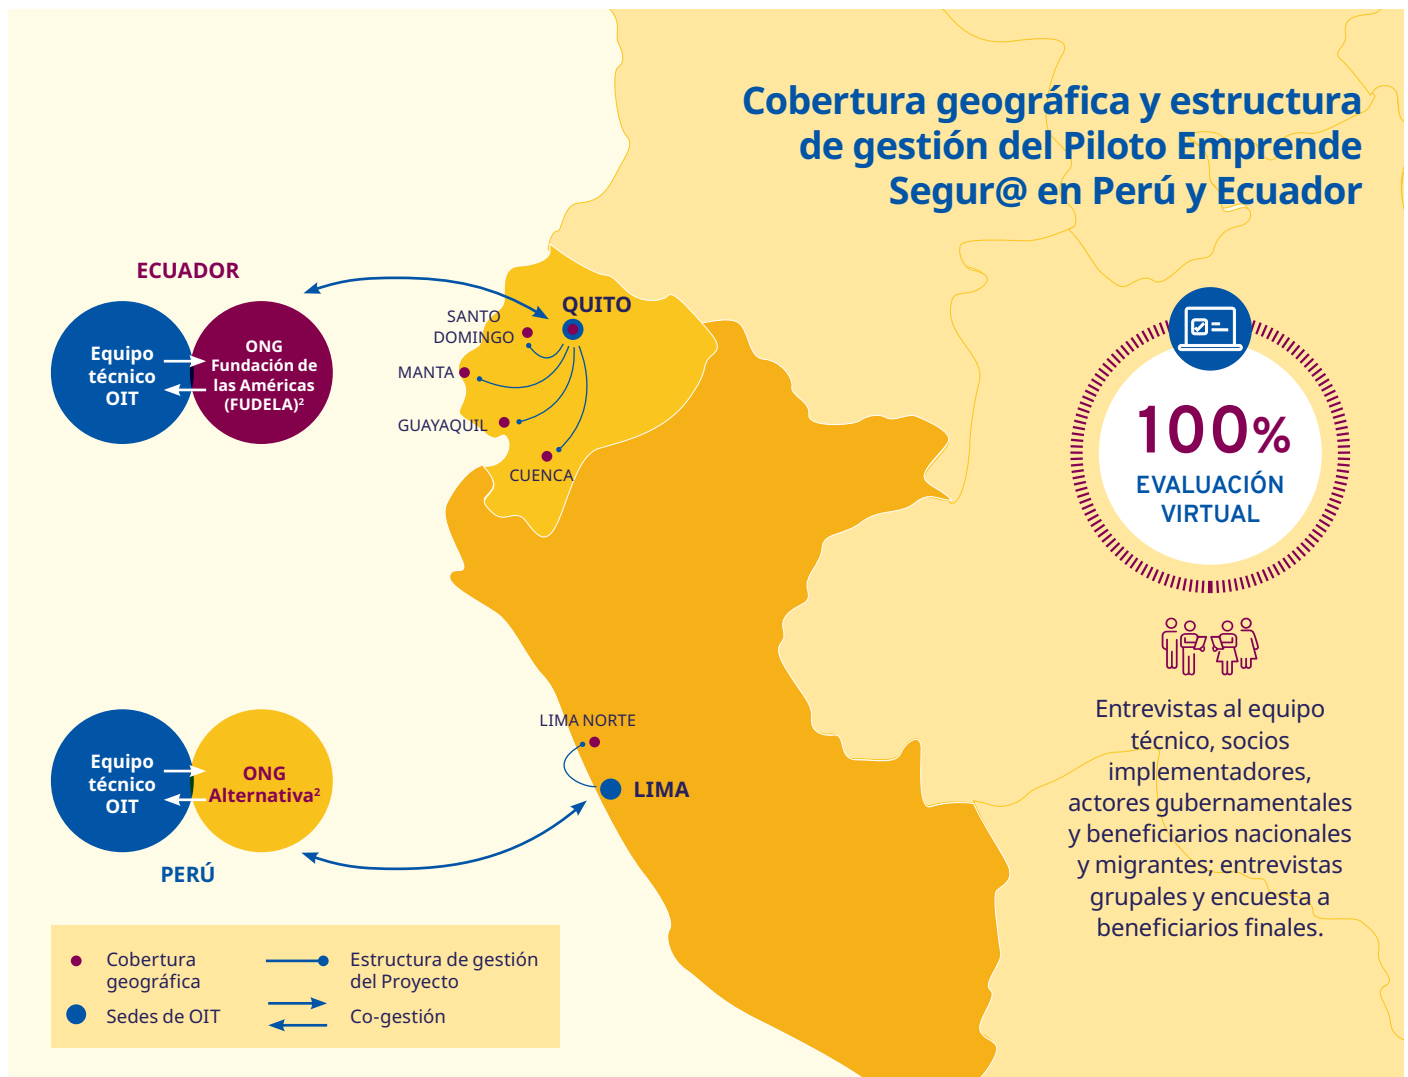 Cobertura geográfica y estructura
de gestión del Piloto Emprende
Segur@ en Perú y Ecuador
ECUADOR
Equipo
técnico
OIT
ONG
Fundación de
las Américas
(FUDELA)²
QUITO
SANTO
DOMINGO
MANTA
GUAYAQUIL
CUENCA
100%
EVALUACIÓN
VIRTUAL
Entrevistas al equipo
técnico, socios
implementadores,
actores gubernamentales
y beneficiarios nacionales
y migrantes; entrevistas
grupales y encuesta a
beneficiarios finales.
LIMA NORTE
LIMA
Equipo
técnico
OIT
ONG
Alternativa²
PERÚ
Cobertura
geográfica
Sedes de OIT
Estructura de gestión
del Proyecto
Co-gestión